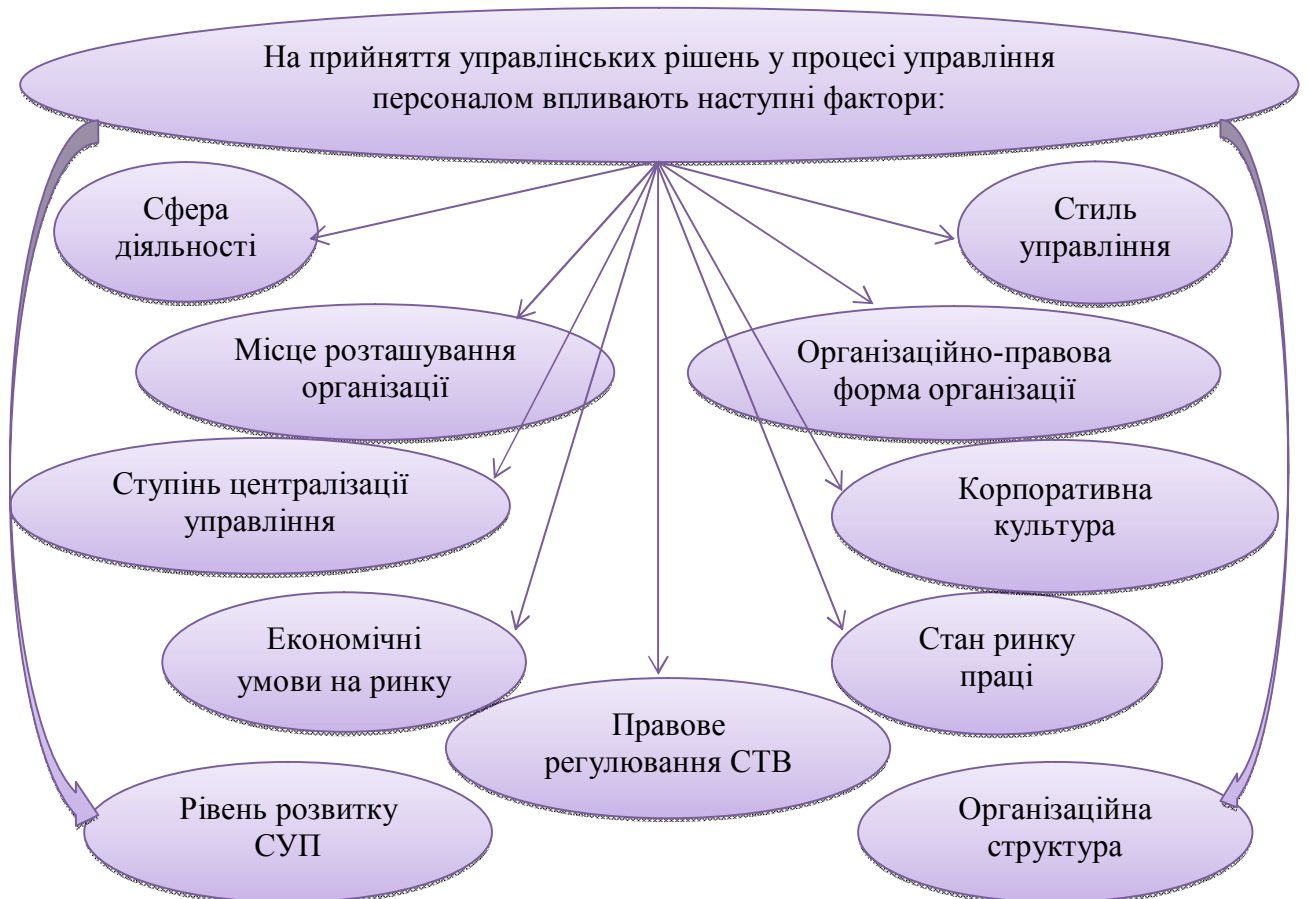 На прийняття управлінських рішень у процесі управління
персоналом впливають наступні фактори:
Сфера
діяльності
Стиль
управління
Місце розташування
організації
Організаційно-правова
форма організації
Ступінь централізації
управління
Корпоративна
культура
Економічні
умови на ринку
Стан ринку
праці
Правове
регулювання СТВ
Рівень розвитку
СУП
Організаційна
структура